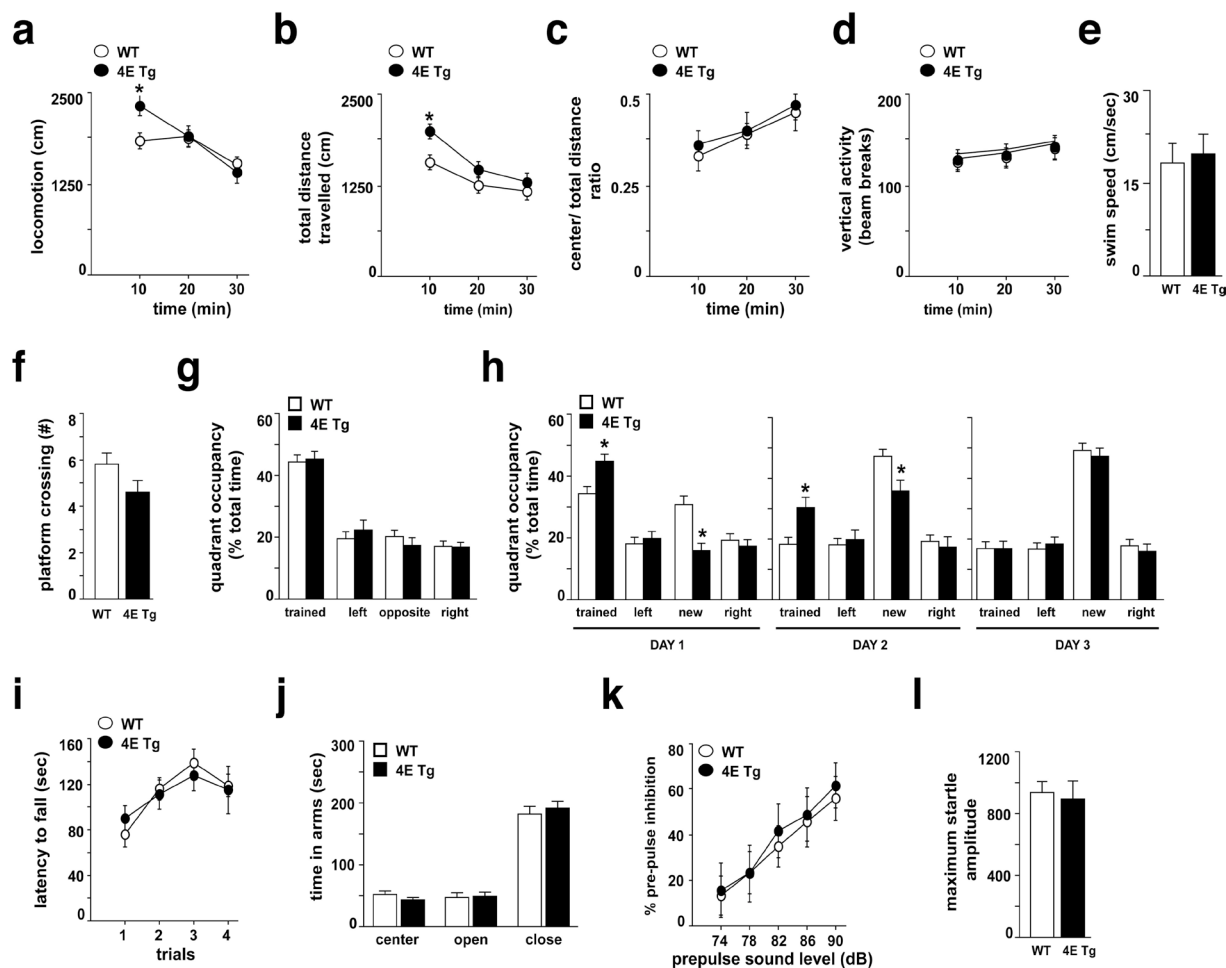 a
WT
4E Tg
*
locomotion (cm)
2500
1250
0
10 20 30
time (min)
b
WT
4E Tg
*
total distance
travelled (cm)
2500
1250
0
10 20 30
time (min)
c
WT
4E Tg
center/ total distance
ratio
0.5
0.25
0
10 20 30
time (min)
d
WT
4E Tg
vertical activity
(beam breaks)
200
100
0
10 20 30
time (min)
e
swim speed (cm/sec)
30
15
0
WT 4E Tg
f
platform crossing (#)
8
6
4
2
0
WT 4E Tg
g
WT
4E Tg
quadrant occupancy
(% total time)
60
40
20
0
trained left opposite right
h
WT
4E Tg
quadrant occupancy
(% total time)
60
40
20
0
* * * *
trained left new right trained left new right trained left new right
DAY 1 DAY 2 DAY 3
i
WT
4E Tg
latency to fall (sec)
160
120
80
40
0
1 2 3 4
trials
j
WT
4E Tg
time in arms (sec)
300
200
100
0
center open close
k
WT
4E Tg
% pre-pulse inhibition
80
60
40
20
0
74 78 82 86 90
prepulse sound level (dB)
l
maximum startle
amplitude
1200
900
600
300
0
WT 4E Tg